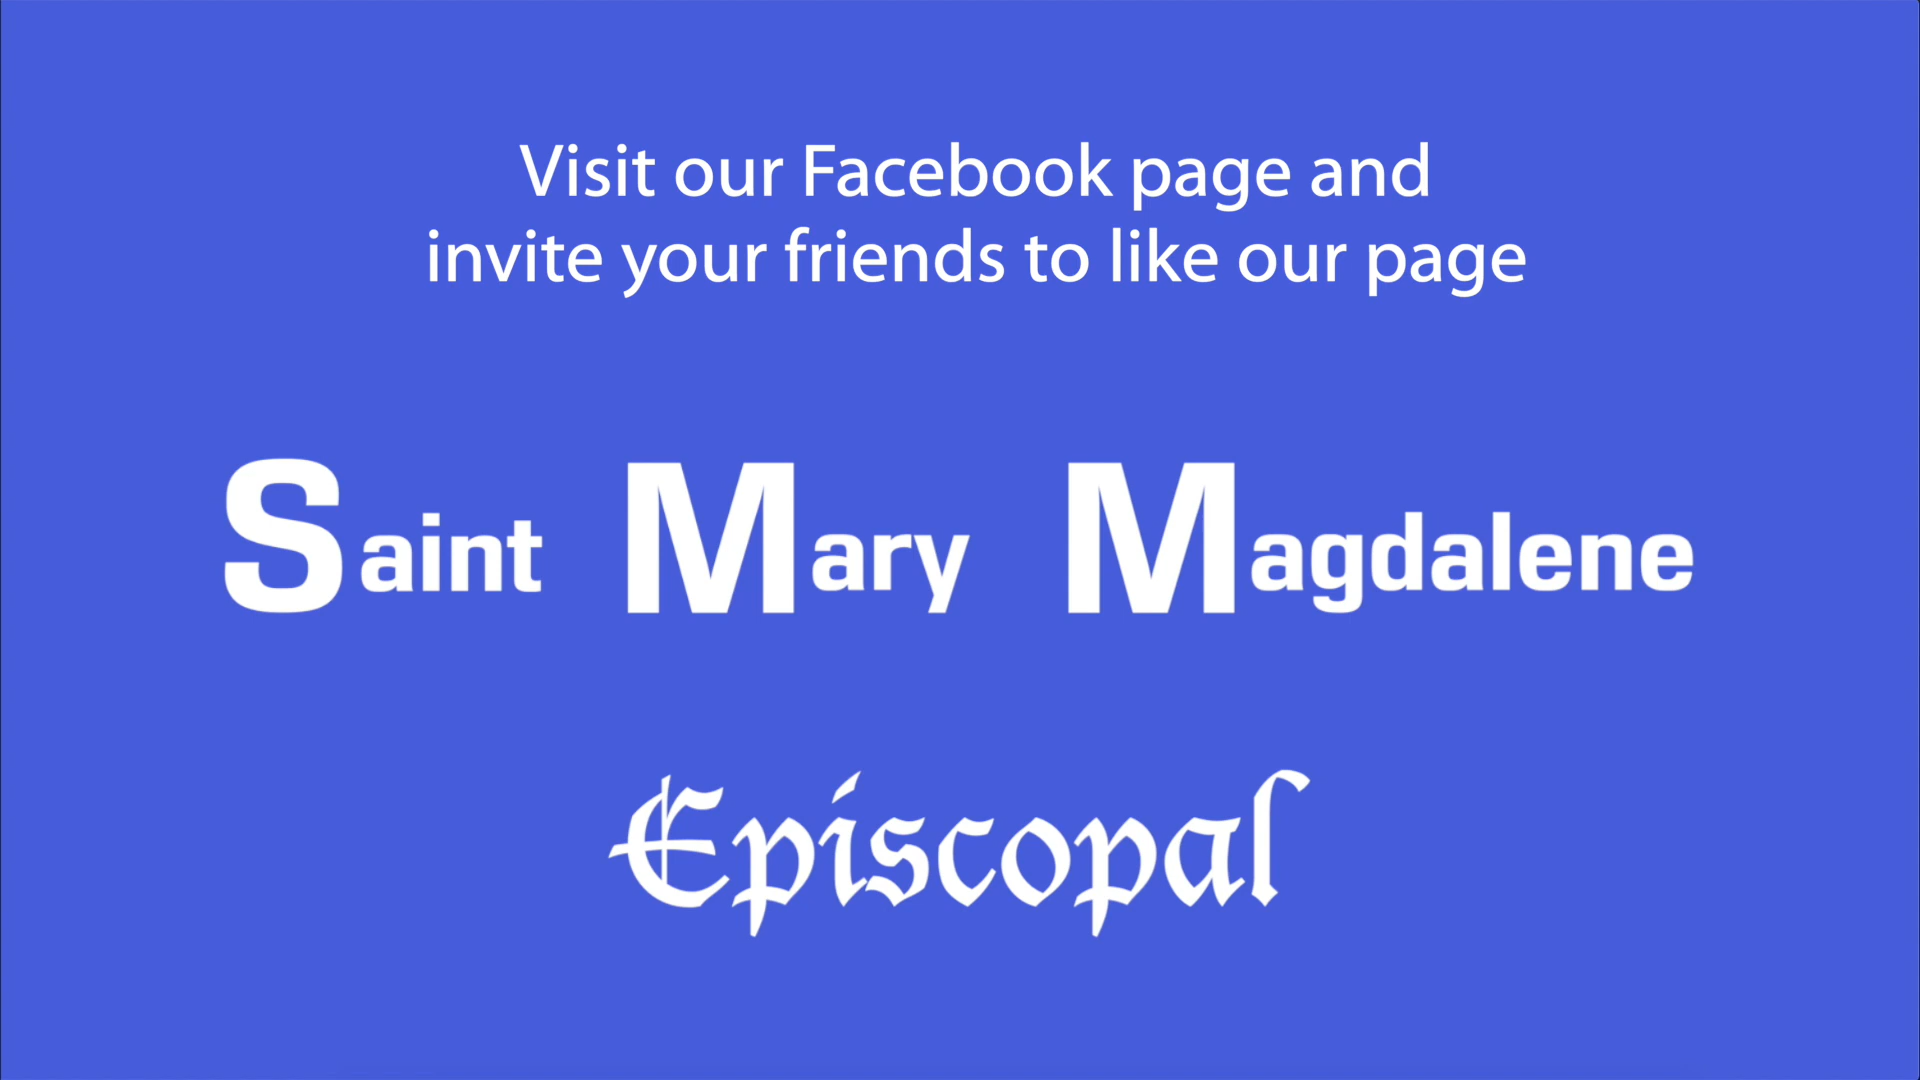 Visit our Facebook page and
invite your friends to like our page
Saint Mary Magdalene
Episcopal